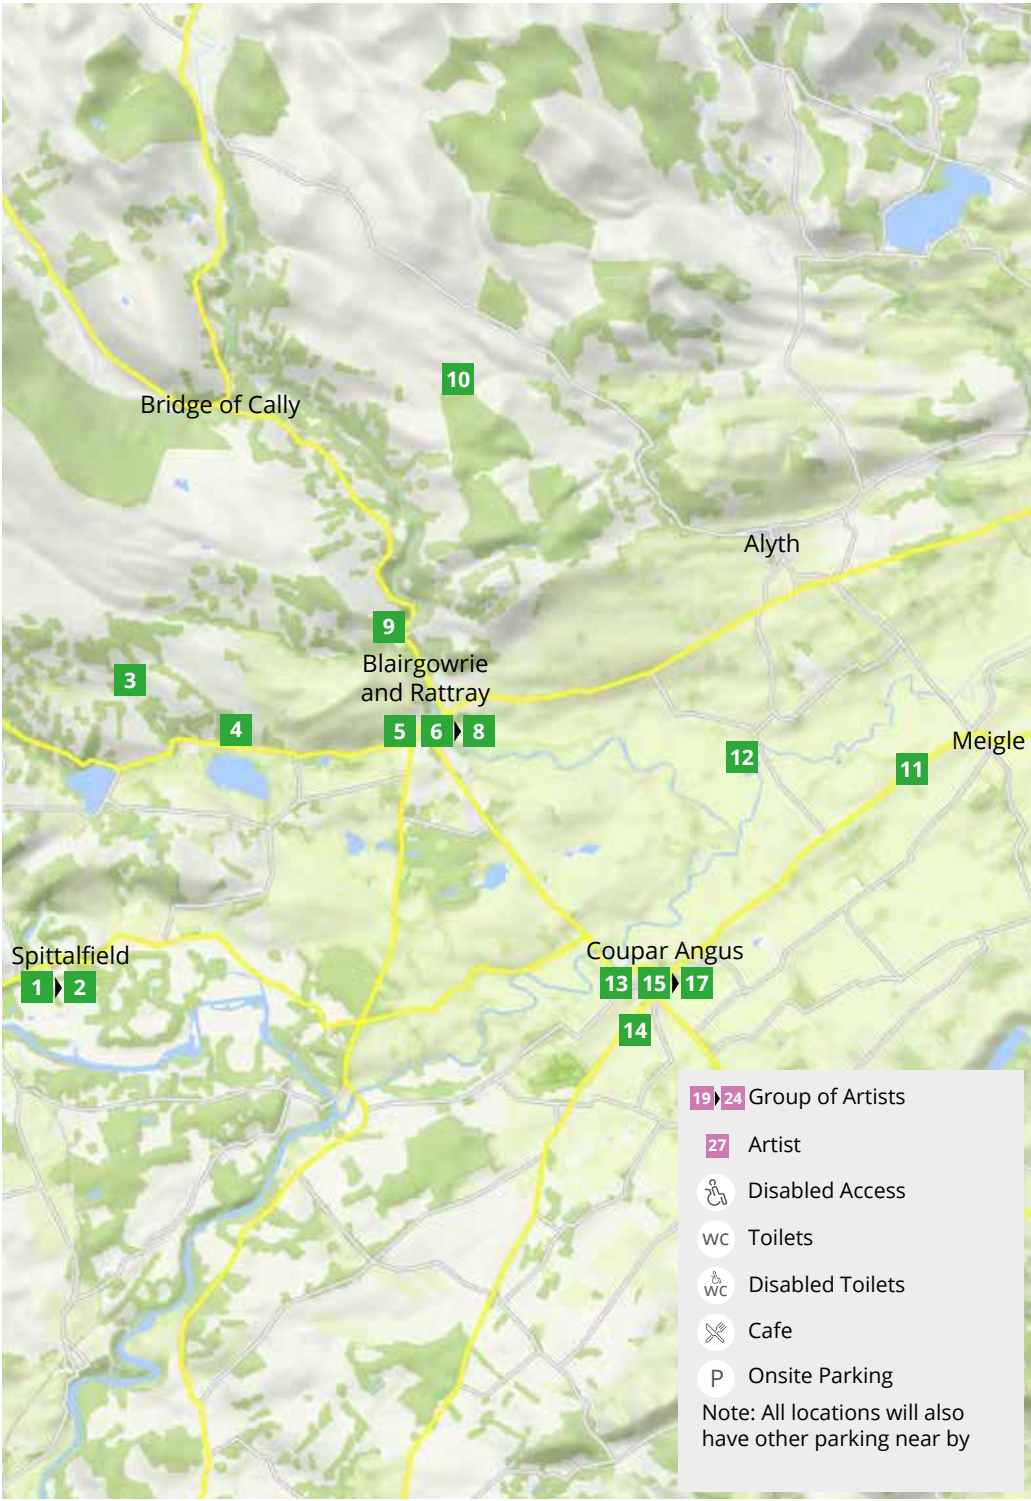 10
Bridge of Cally
Alyth
9
Blairgowrie
and Rattray
3
4
5 6 8
Meigle
12
11
Spittalfield
1 2
Coupar Angus
13 15 17
14
19 24 Group of Artists
27 Artist
Disabled Access
WC Toilets
WC Disabled Toilets
Cafe
P Onsite Parking
Note: All locations will also
have other parking near by